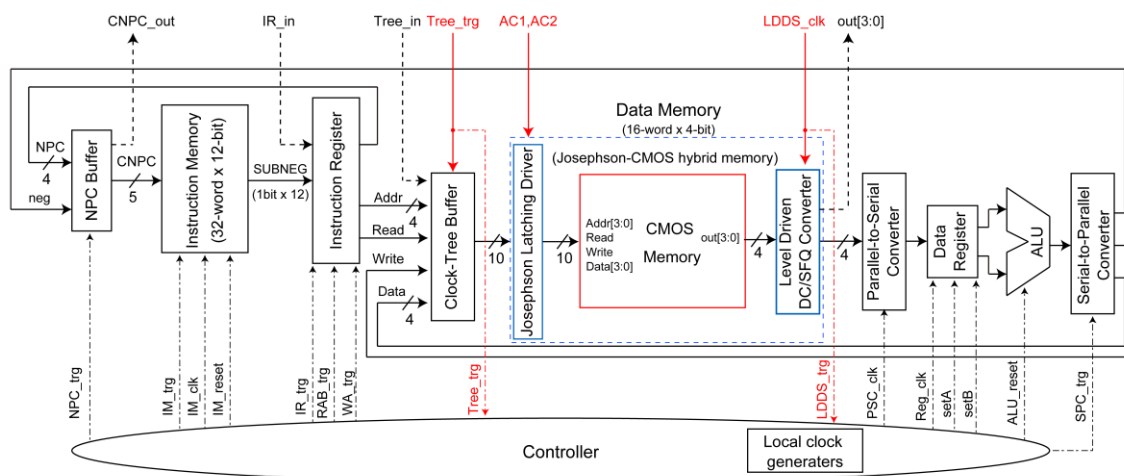 CNPC_out
IR_in
Tree_in
Tree_trg
AC1,AC2
LDDS_clk
out[3:0]
Data Memory
(16-word x 4-bit)
(Josephson-CMOS hybrid memory)
NPC
4
neg
NPC Buffer
CNPC
5
Instruction Memory
(32-word x 12-bit)
SUBNEG
(1bit x 12)
Instruction Register
Addr
4
Read
Write
Data
4
Clock-Tree Buffer
10
Josephson Latching Driver
10
Addr[3:0]
Read
Write
Data[3:0]
CMOS
Memory
out[3:0]
4
Level Driven
DC/SFQ Converter
4
Parallel-to-Serial
Converter
Data
Register
ALU
Serial-to-Parallel
Converter
NPC_trg
IM_trg
IM_clk
IM_reset
IR_trg
RAB_trg
WA_trg
Tree_trg
LDDS_trg
PSC_clk
Reg_clk
setA
setB
ALU_reset
SPC_trg
Controller
Local clock
generaters